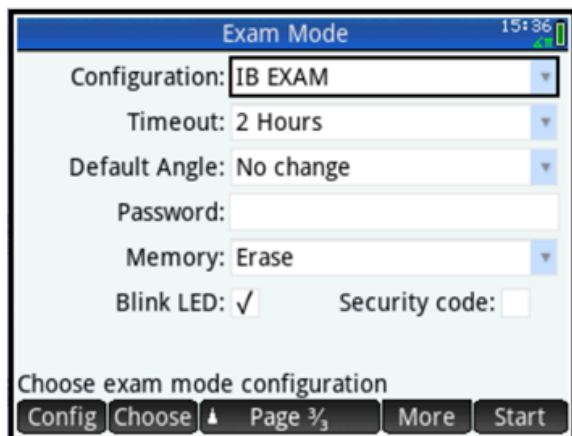 Exam Mode 15:36
Configuration: IB EXAM
Timeout: 2 Hours
Default Angle: No change
Password:
Memory: Erase
Blink LED: √ Security code:
Choose exam mode configuration
Config Choose Page 3/3 More Start